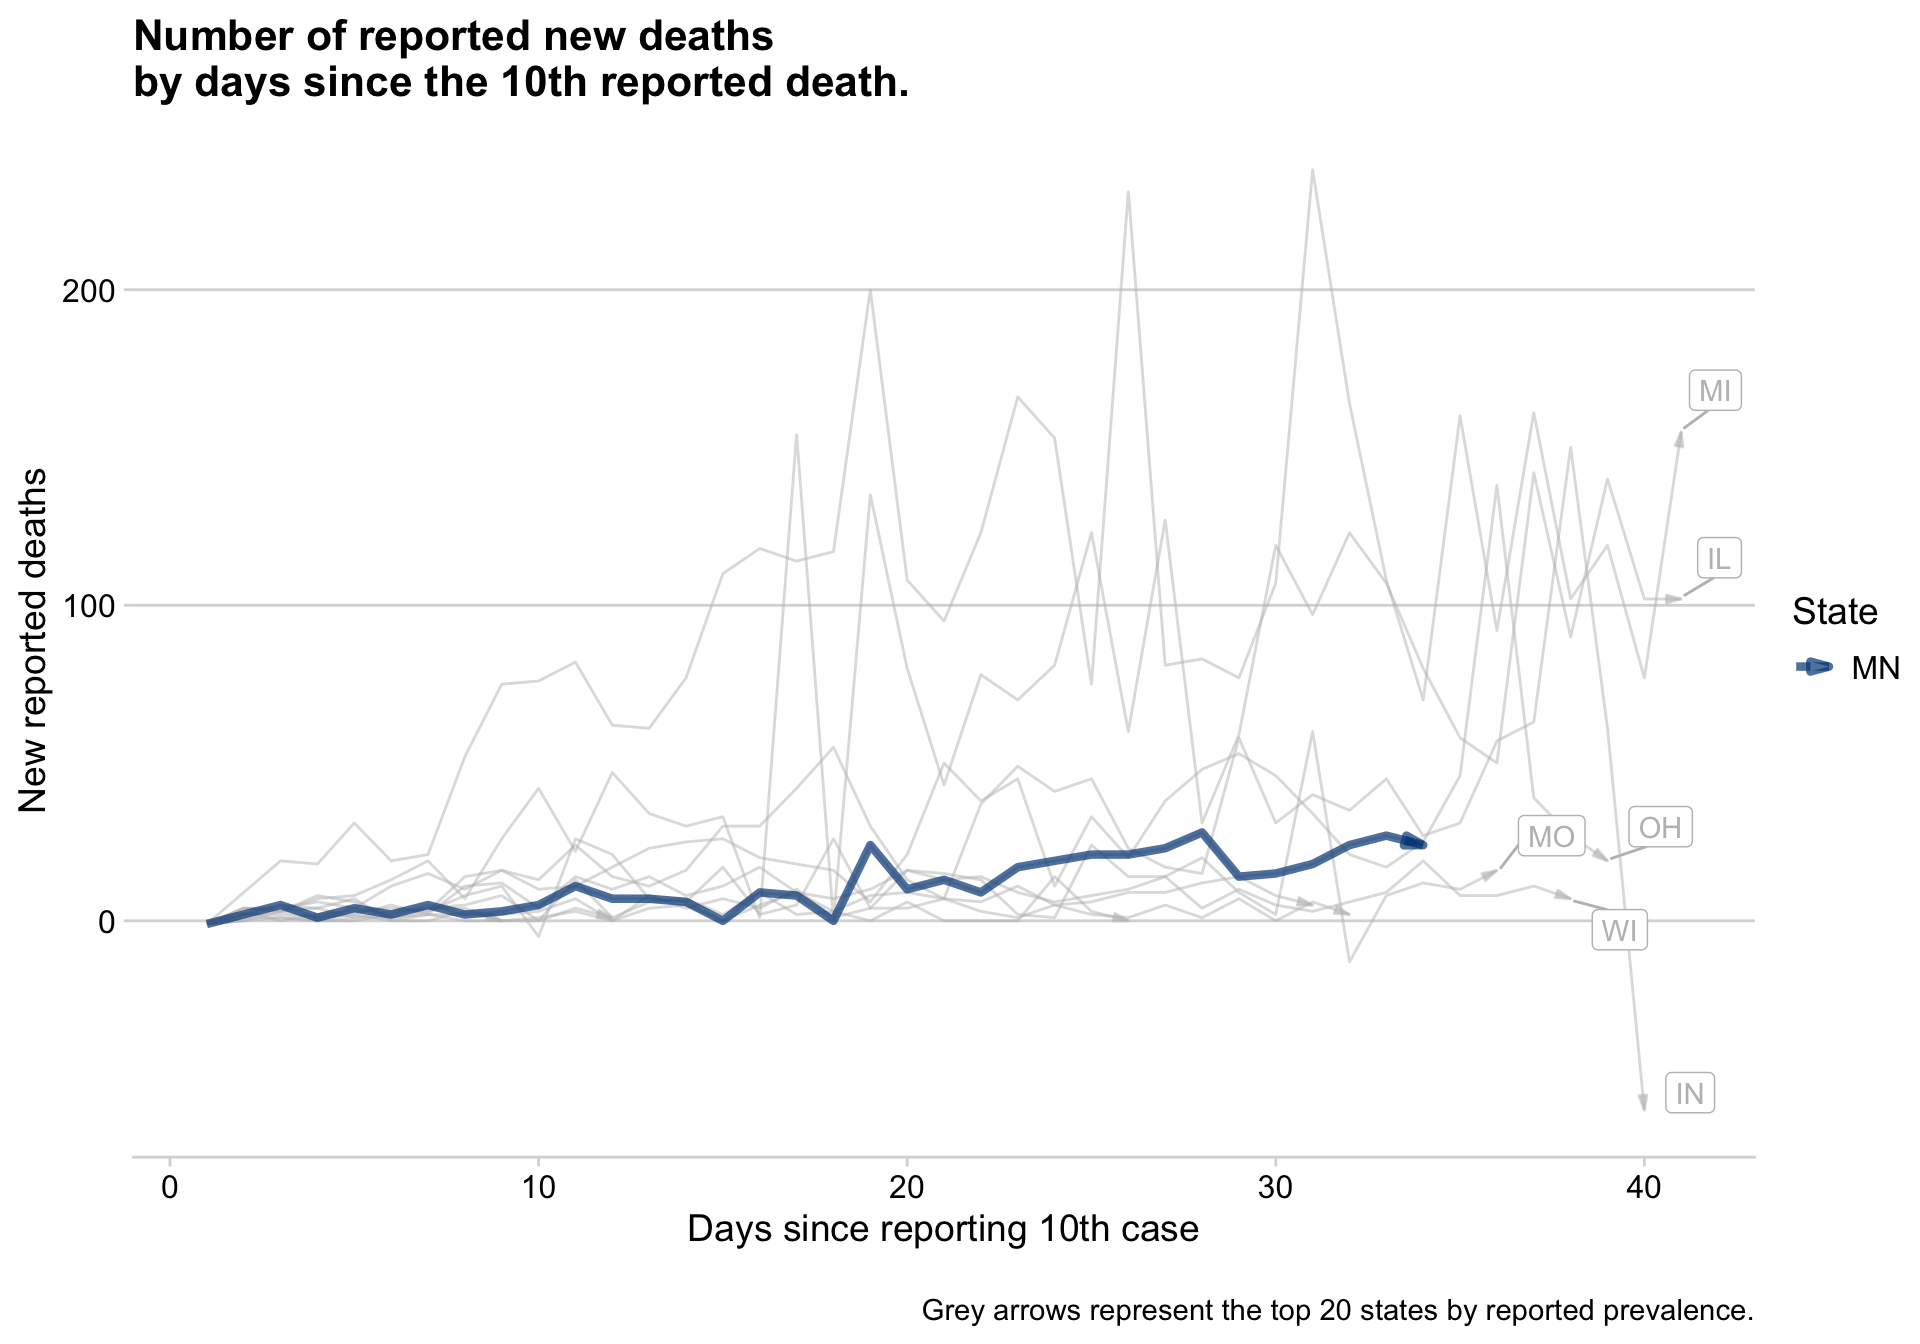 Number of reported new deaths
by days since the 10th reported death.
New reported deaths
200
100
0
MI
IL
MO
OH
WI
IN
State
MN
0
10
20
30
40
Days since reporting 10th case
Grey arrows represent the top 20 states by reported prevalence.